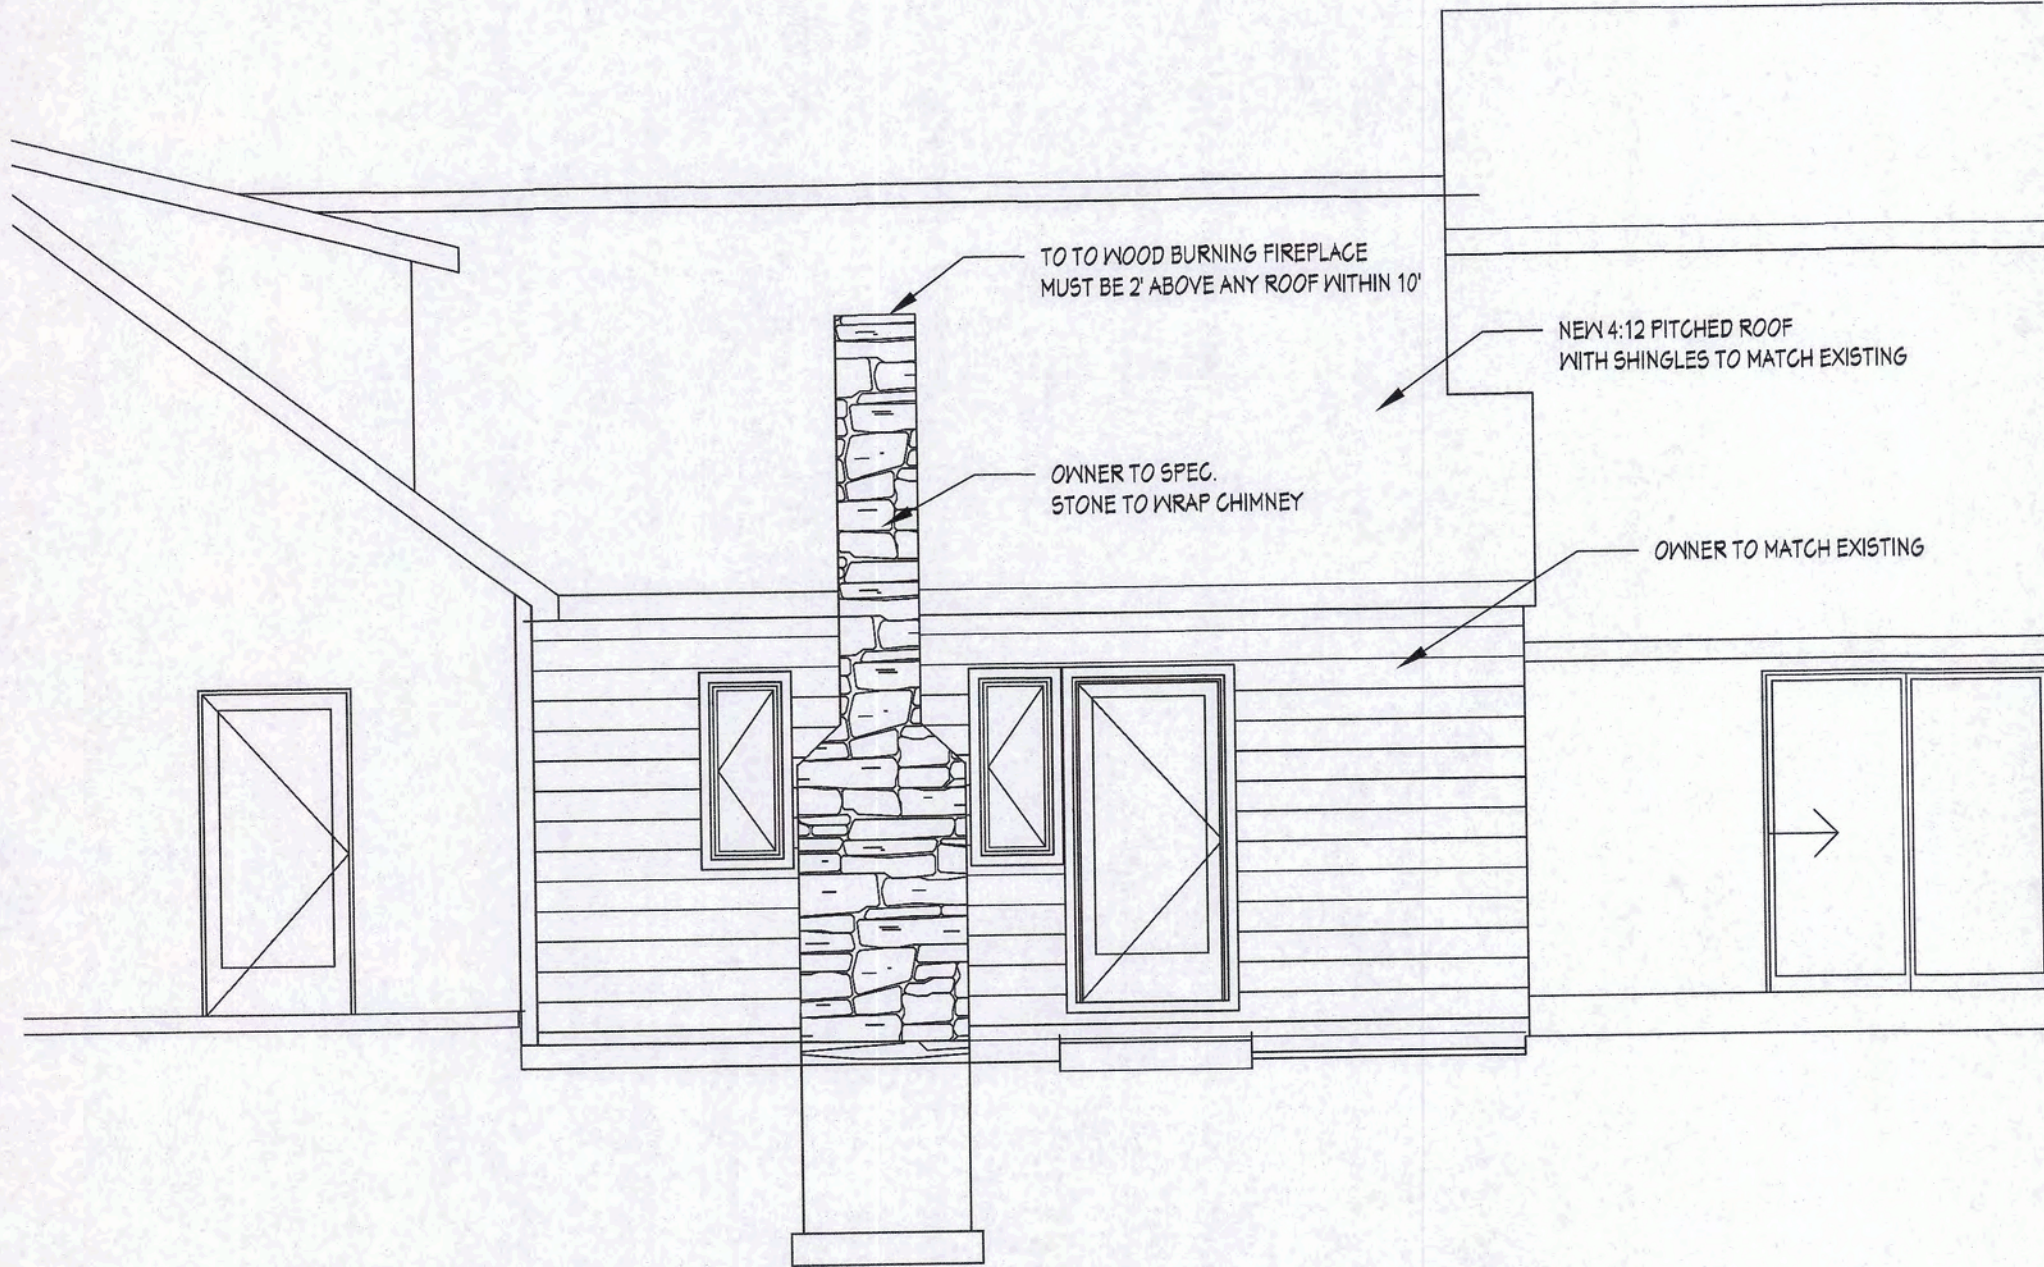 TO TO WOOD BURNING FIREPLACE
MUST BE 2' ABOVE ANY ROOF WITHIN 10'
NEW 4:12 PITCHED ROOF
WITH SHINGLES TO MATCH EXISTING
OWNER TO SPEC.
STONE TO WRAP CHIMNEY
OWNER TO MATCH EXISTING